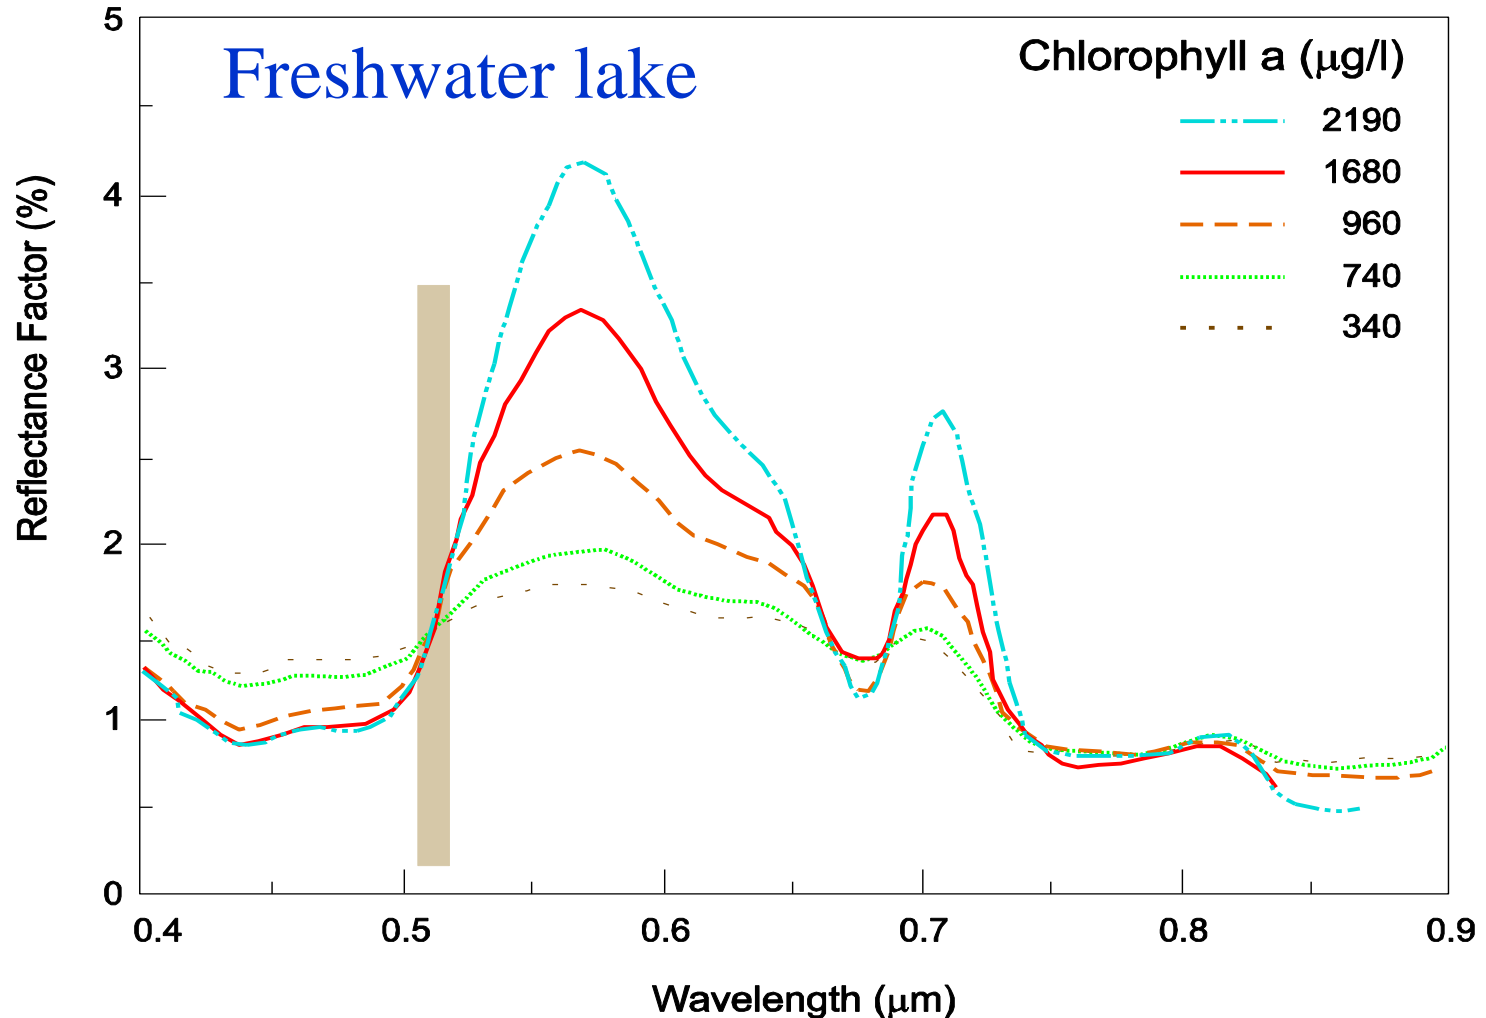 Freshwater lake
Chlorophyll a (μg/l)
2190
1680
960
740
340
Reflectance Factor (%)
5
4
3
2
1
0
0.4 0.5 0.6 0.7 0.8 0.9
Wavelength (μm)